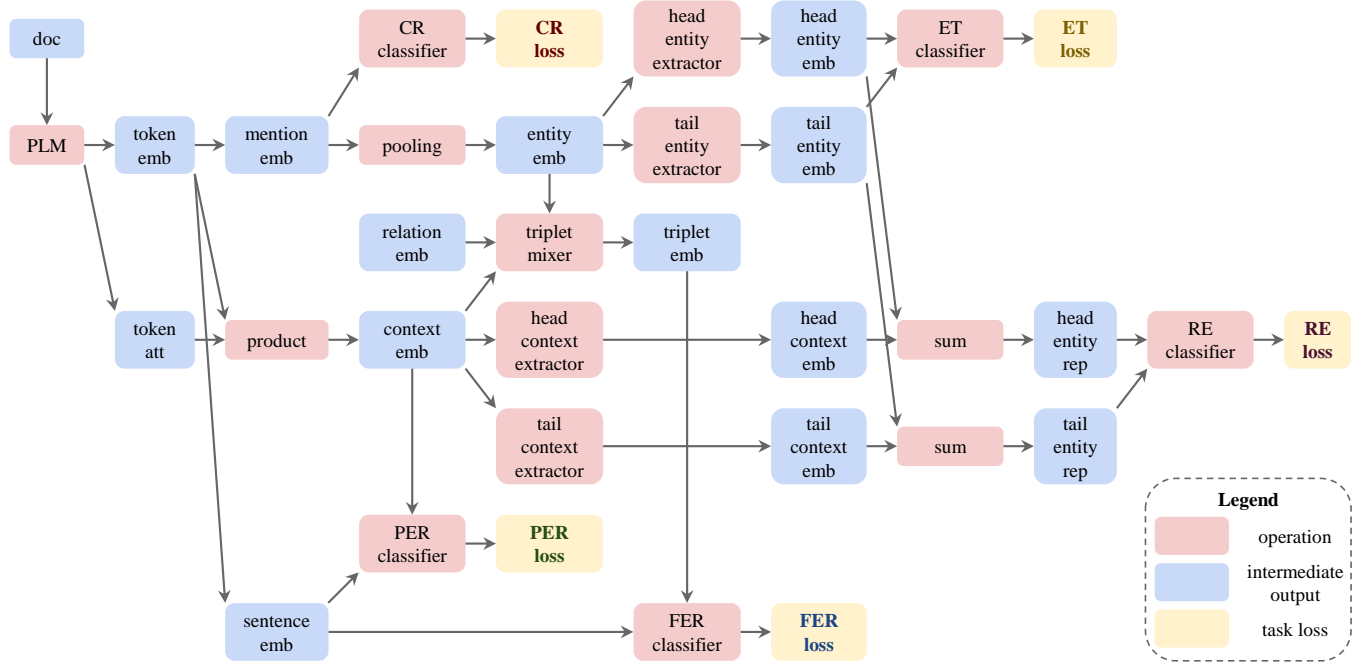 doc
CR
classifier
CR
loss
head
entity
extractor
head
entity
emb
ET
classifier
ET
loss
PLM
token
emb
mention
emb
pooling
entity
emb
tail
entity
extractor
tail
entity
emb
relation
emb
triplet
mixer
triplet
emb
token
att
product
context
emb
head
context
extractor
head
context
emb
sum
head
entity
rep
RE
classifier
RE
loss
tail
context
extractor
tail
context
emb
sum
tail
entity
rep
PER
classifier
PER
loss
sentence
emb
FER
classifier
FER
loss
Legend
operation
intermediate
output
task loss